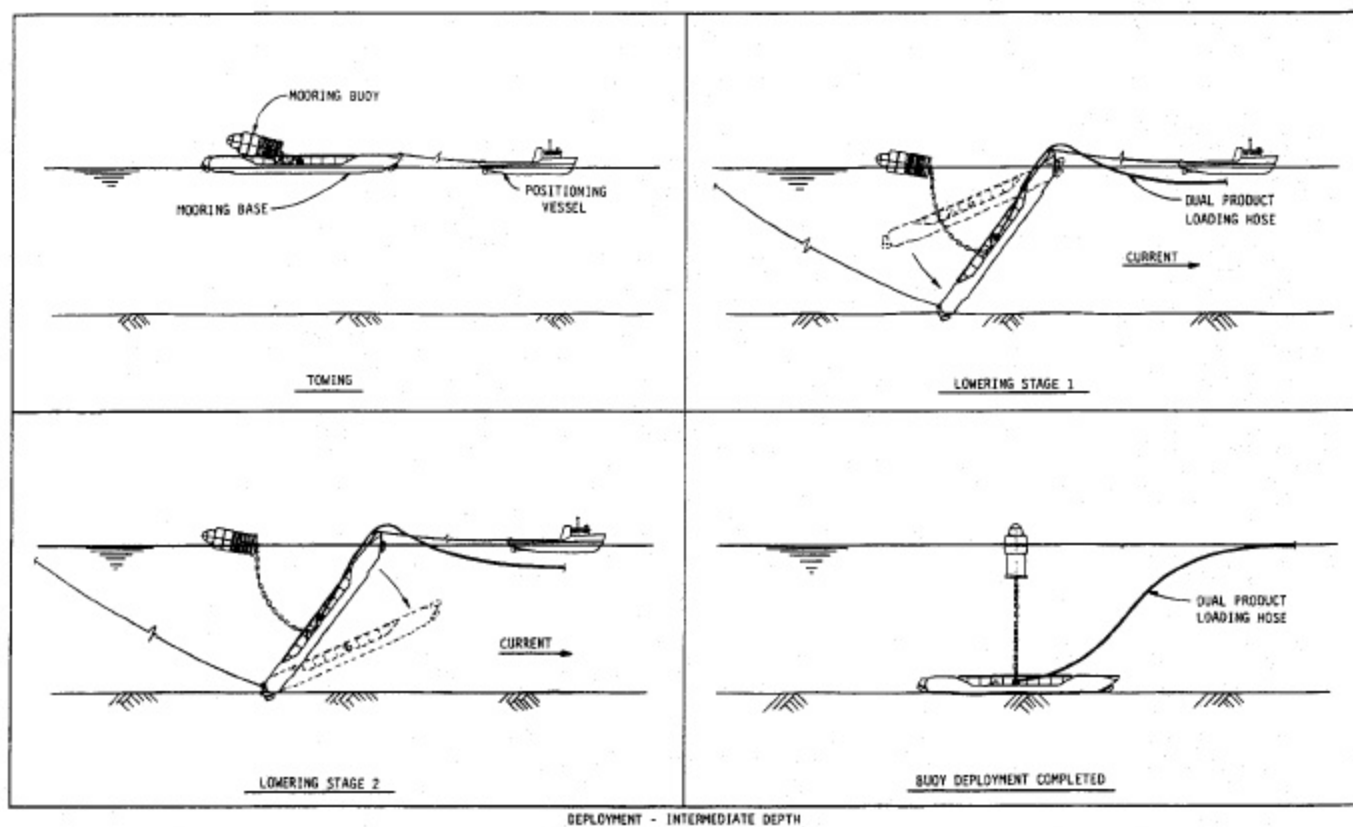 MOORING BUOY
MOORING BASE
POSITIONING
VESSEL
TOWING
DUAL PRODUCT
LOADING HOSE
CURRENT
LOWERING STAGE 1
CURRENT
LOWERING STAGE 2
DUAL PRODUCT
LOADING HOSE
BUOY DEPLOYMENT COMPLETED
DEPLOYMENT - INTERMEDIATE DEPTH